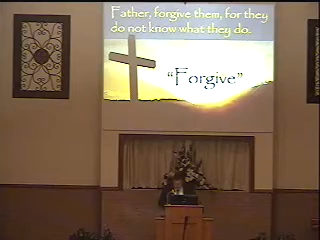 Father, forgive them, for they
do not know what they do.
"Forgive"